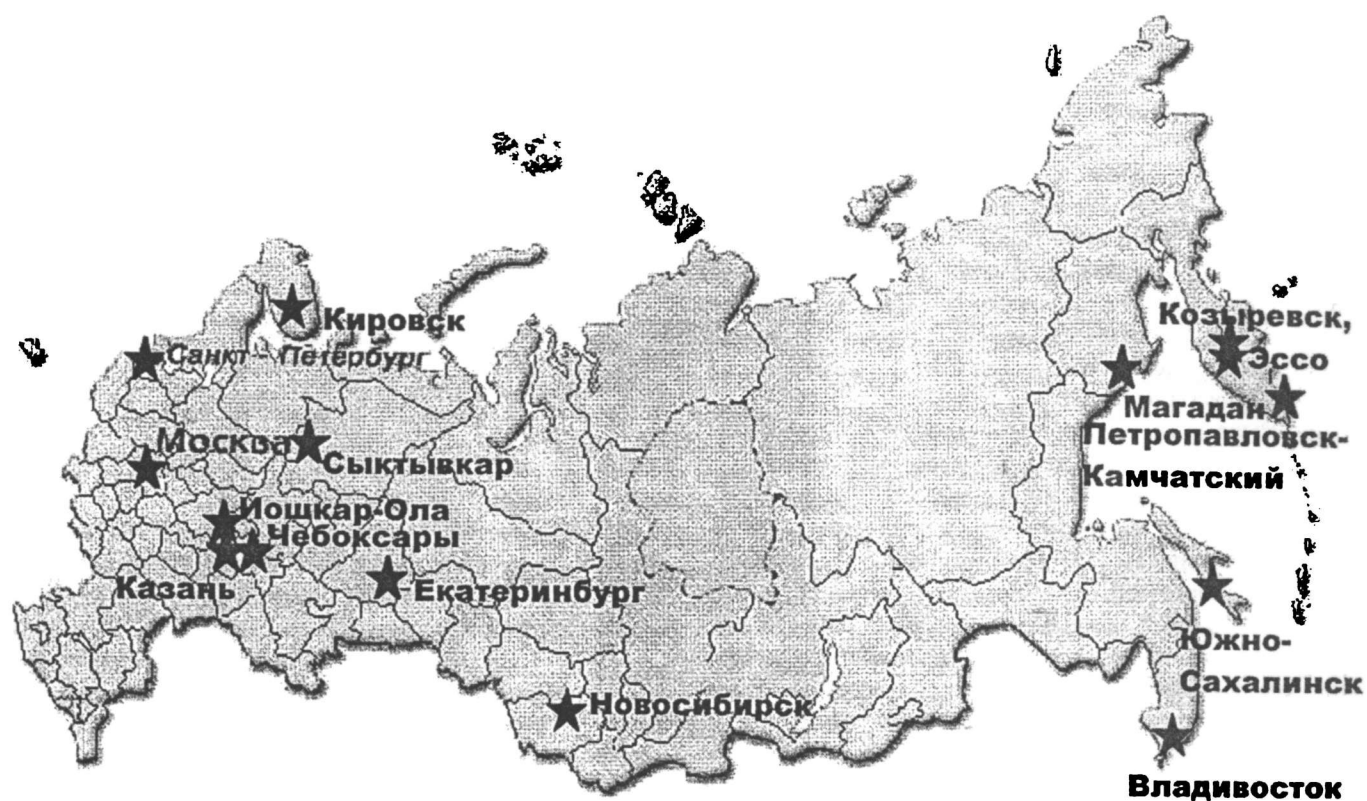 Кировск
Козыревск,
Санкт - Петербург
Эссо
Магадан
Москва
Петропавловск-
Сыктывкар
Камчатский
Йошкар-Ола
Чебоксары
Казань
Екатеринбург
Южно-
Сахалинск
Новосибирск
Владивосток